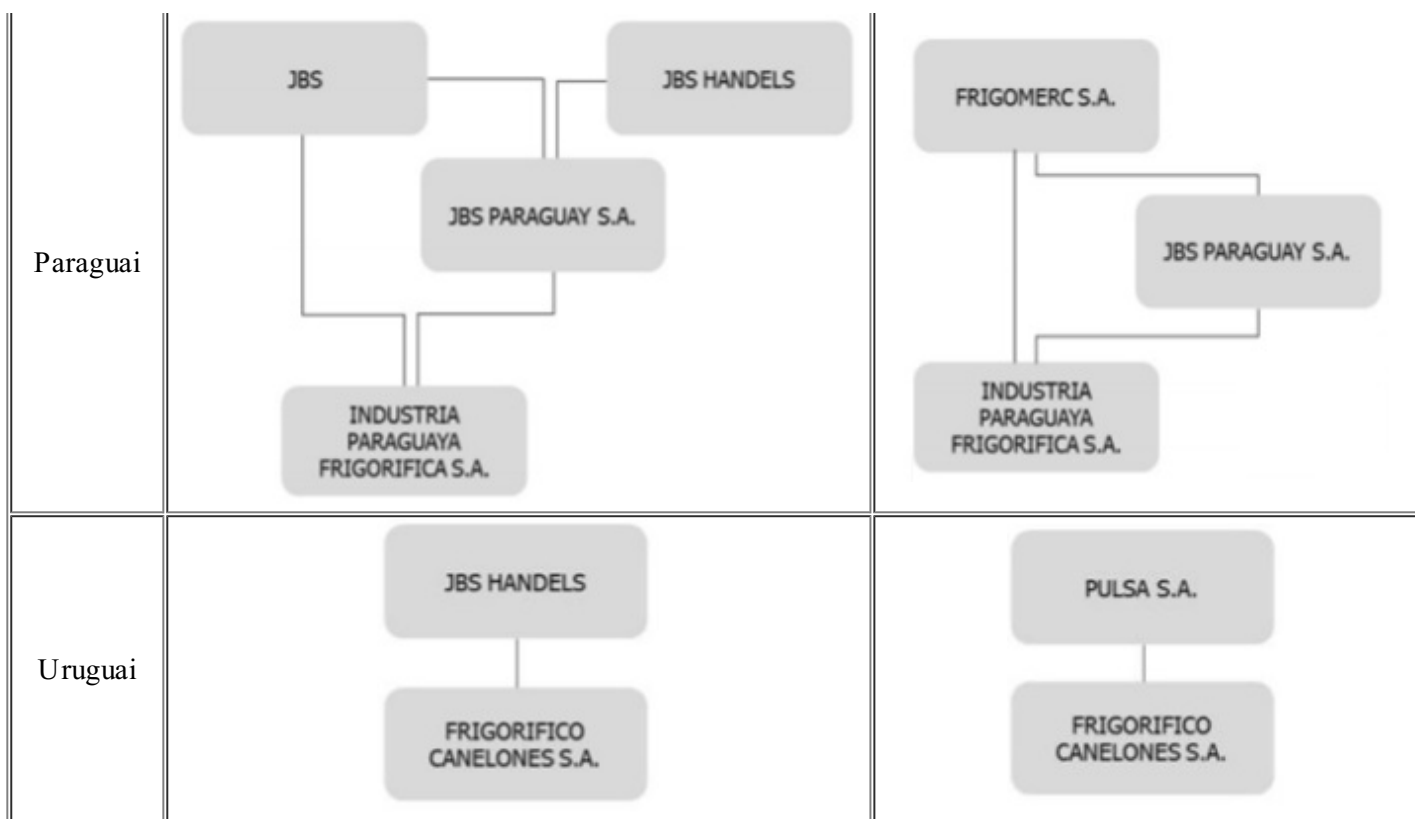 Paraguai
JBS
JBS HANDELS
JBS PARAGUAY S.A.
INDUSTRIA
PARAGUAYA
FRIGORIFICA S.A.
FRIGOMERC S.A.
JBS PARAGUAY S.A.
INDUSTRIA
PARAGUAYA
FRIGORIFICA S.A.
Uruguai
JBS HANDELS
FRIGORIFICO
CANELONES S.A.
PULSA S.A.
FRIGORIFICO
CANELONES S.A.